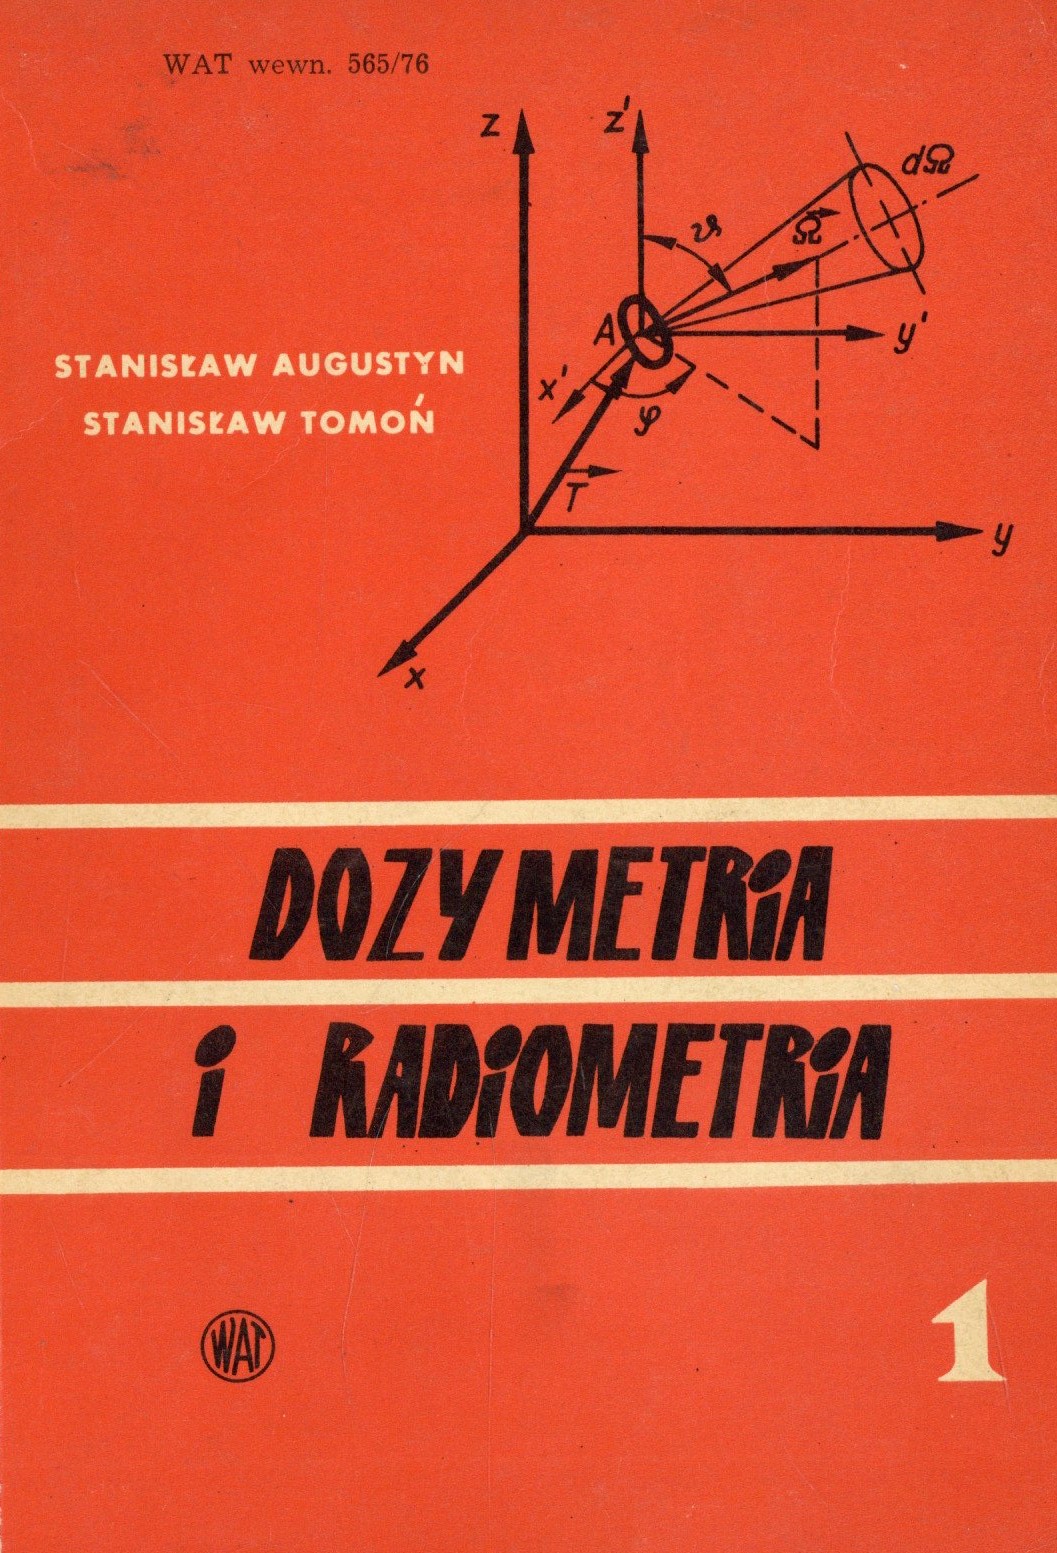 WAT wewn. 565/76
z
z'
dΩ
ϑ
Ω
A
y'
STANISŁAW AUGUSTYN
x'
STANISŁAW TOMOŃ
φ
T
y
x
DOZYMETRIA
i RADiOMETRIA
1
WAT